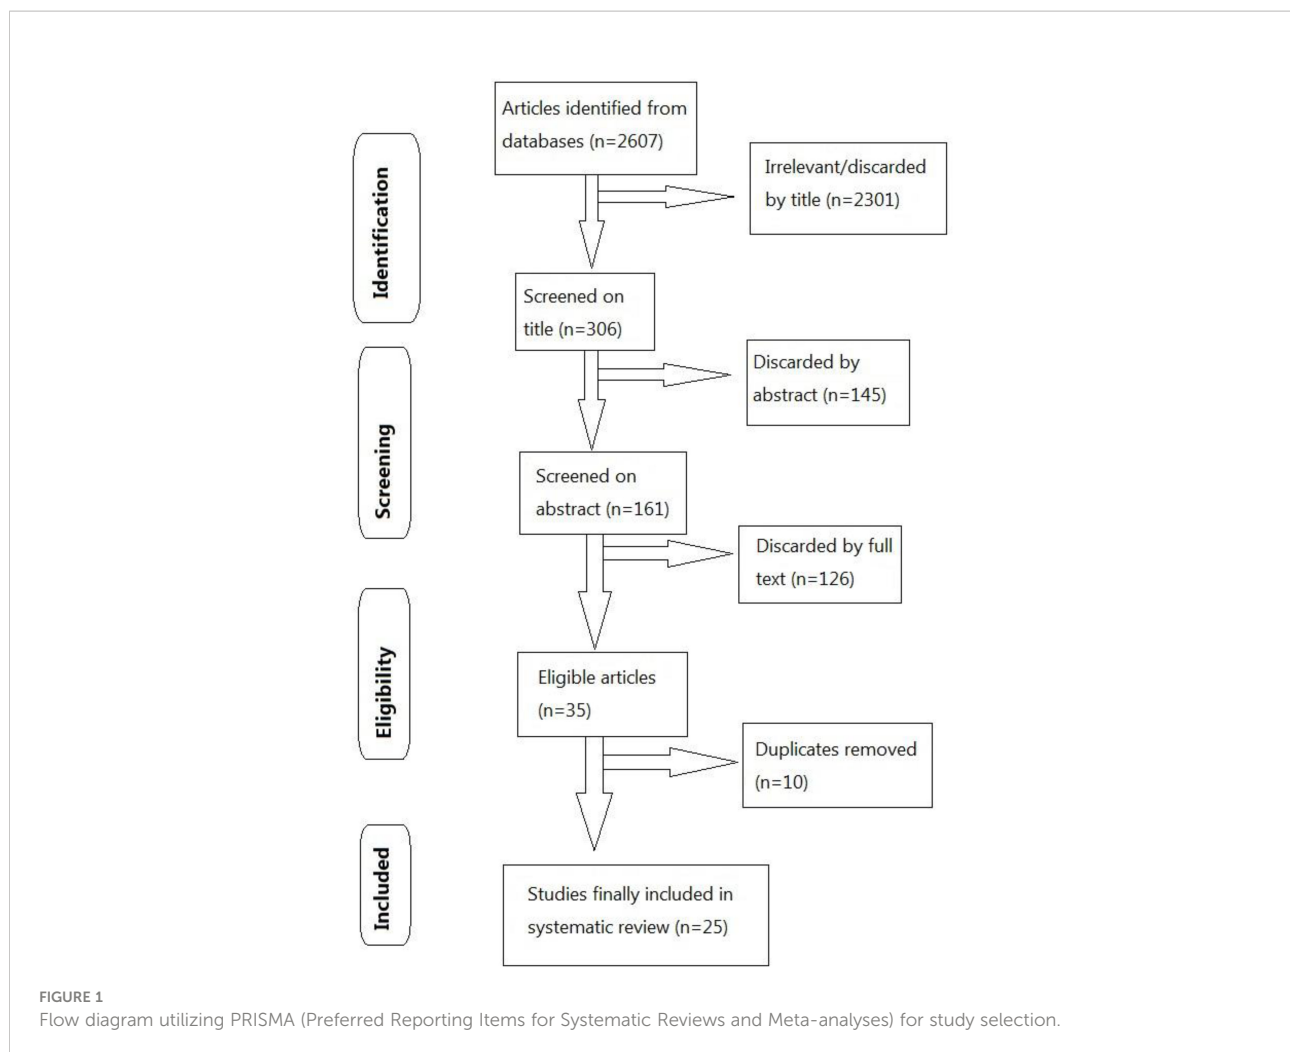 Articles identified from
databases (n=2607)
Irrelevant/discarded
by title (n=2301)
Identification
Screened on
title (n=306)
Discarded by
abstract (n=145)
Screening
Screened on
abstract (n=161)
Discarded by full
text (n=126)
Eligibility
Eligible articles
(n=35)
Duplicates removed
(n=10)
Included
Studies finally included in
systematic review (n=25)
FIGURE 1
Flow diagram utilizing PRISMA (Preferred Reporting Items for Systematic Reviews and Meta-analyses) for study selection.